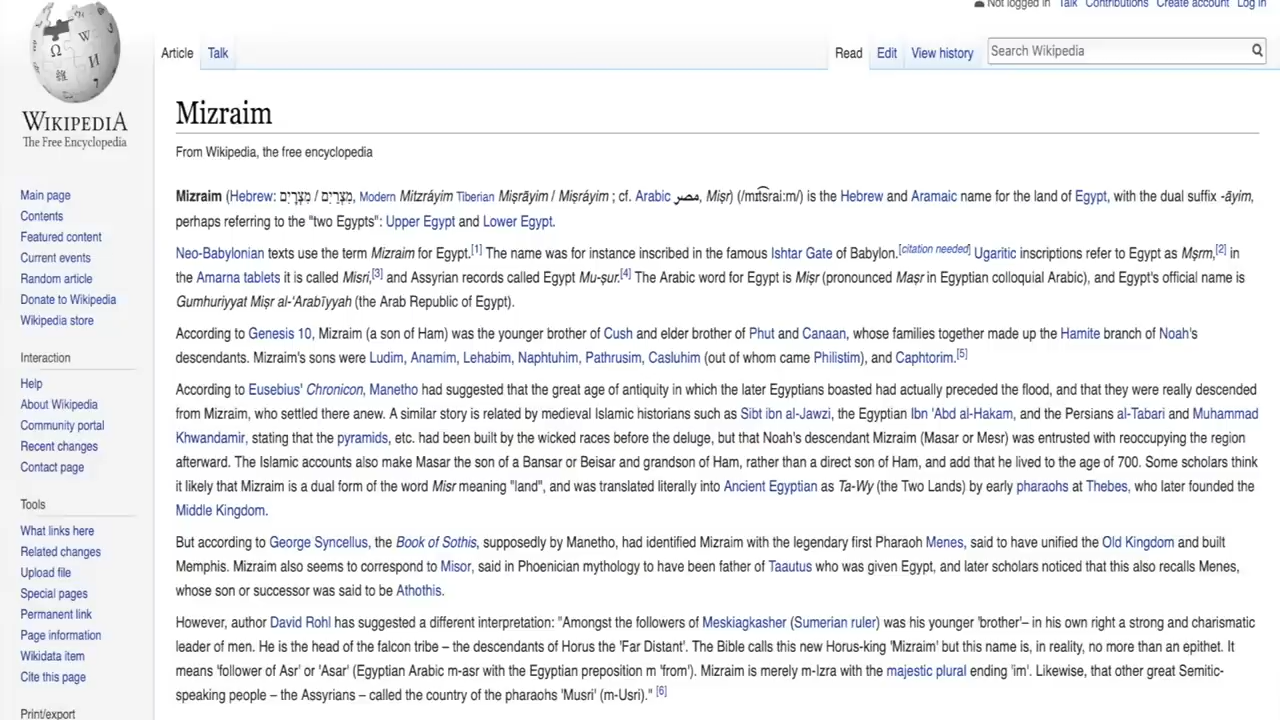 Not logged in Talk Contributions Create account Log in
Article Talk Read Edit View history Search Wikipedia
WIKIPEDIA
The Free Encyclopedia
Main page
Contents
Featured content
Current events
Random article
Donate to Wikipedia
Wikipedia store
Interaction
Help
About Wikipedia
Community portal
Recent changes
Contact page
Tools
What links here
Related changes
Upload file
Special pages
Permanent link
Page information
Wikidata item
Cite this page
Print/export
Mizraim
From Wikipedia, the free encyclopedia
Mizraim (Hebrew: מִצְרַיִם / מִצְרָיִם, Modern Mitzráyim Tiberian Miṣrāyim / Miṣráyim ; cf. Arabic مصر, Miṣr) (/mɪt͡srai:m/) is the Hebrew and Aramaic name for the land of Egypt, with the dual suffix -āyim,
perhaps referring to the "two Egypts": Upper Egypt and Lower Egypt.
Neo-Babylonian texts use the term Mizraim for Egypt.[1] The name was for instance inscribed in the famous Ishtar Gate of Babylon.[citation needed] Ugaritic inscriptions refer to Egypt as Mṣrm,[2] in
the Amarna tablets it is called Misri,[3] and Assyrian records called Egypt Mu-ṣur.[4] The Arabic word for Egypt is Miṣr (pronounced Maṣr in Egyptian colloquial Arabic), and Egypt's official name is
Gumhuriyyat Miṣr al-'Arabīyyah (the Arab Republic of Egypt).
According to Genesis 10, Mizraim (a son of Ham) was the younger brother of Cush and elder brother of Phut and Canaan, whose families together made up the Hamite branch of Noah's
descendants. Mizraim's sons were Ludim, Anamim, Lehabim, Naphtuhim, Pathrusim, Casluhim (out of whom came Philistim), and Caphtorim.[5]
According to Eusebius' Chronicon, Manetho had suggested that the great age of antiquity in which the later Egyptians boasted had actually preceded the flood, and that they were really descended
from Mizraim, who settled there anew. A similar story is related by medieval Islamic historians such as Sibt ibn al-Jawzi, the Egyptian Ibn 'Abd al-Hakam, and the Persians al-Tabari and Muhammad
Khwandamir, stating that the pyramids, etc. had been built by the wicked races before the deluge, but that Noah's descendant Mizraim (Masar or Mesr) was entrusted with reoccupying the region
afterward. The Islamic accounts also make Masar the son of a Bansar or Beisar and grandson of Ham, rather than a direct son of Ham, and add that he lived to the age of 700. Some scholars think
it likely that Mizraim is a dual form of the word Misr meaning "land", and was translated literally into Ancient Egyptian as Ta-Wy (the Two Lands) by early pharaohs at Thebes, who later founded the
Middle Kingdom.
But according to George Syncellus, the Book of Sothis, supposedly by Manetho, had identified Mizraim with the legendary first Pharaoh Menes, said to have unified the Old Kingdom and built
Memphis. Mizraim also seems to correspond to Misor, said in Phoenician mythology to have been father of Taautus who was given Egypt, and later scholars noticed that this also recalls Menes,
whose son or successor was said to be Athothis.
However, author David Rohl has suggested a different interpretation: "Amongst the followers of Meskiagkasher (Sumerian ruler) was his younger 'brother'– in his own right a strong and charismatic
leader of men. He is the head of the falcon tribe – the descendants of Horus the 'Far Distant'. The Bible calls this new Horus-king 'Mizraim' but this name is, in reality, no more than an epithet. It
means 'follower of Asr' or 'Asar' (Egyptian Arabic m-asr with the Egyptian preposition m 'from'). Mizraim is merely m-Izra with the majestic plural ending 'im'. Likewise, that other great Semitic-
speaking people – the Assyrians – called the country of the pharaohs 'Musri' (m-Usri)." [6]